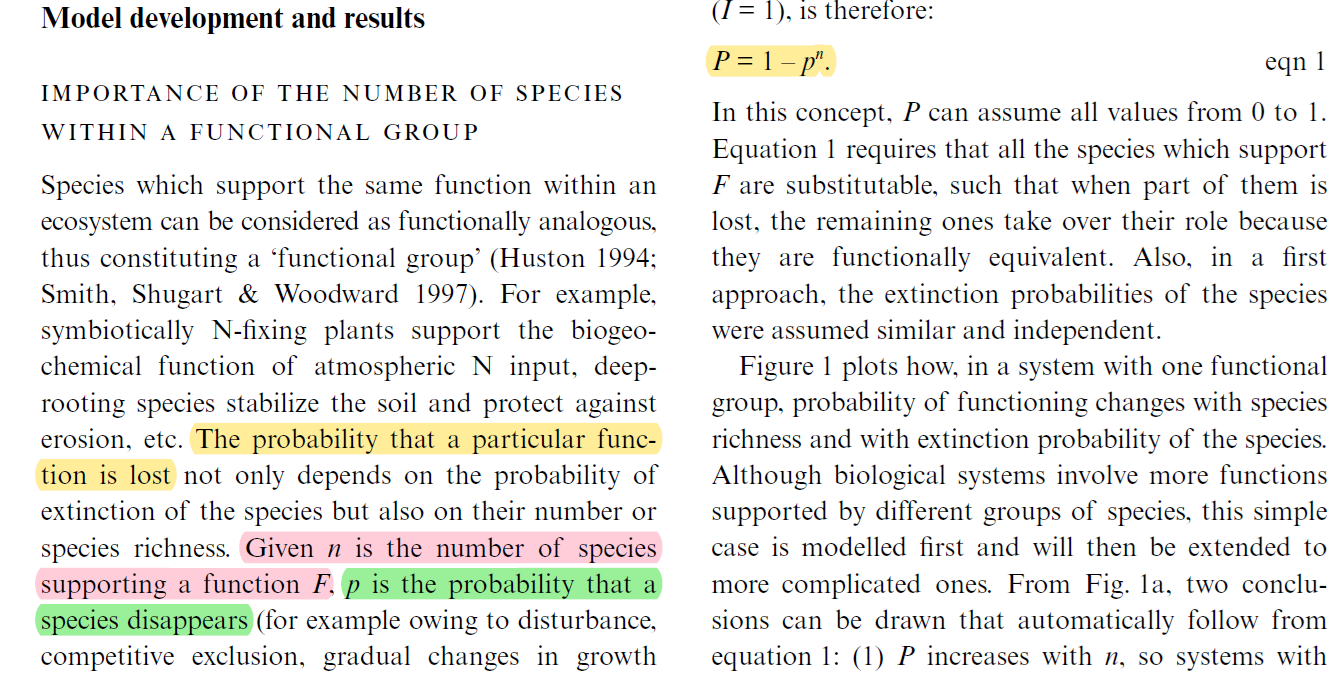 Model development and results
IMPORTANCE OF THE NUMBER OF SPECIES
WITHIN A FUNCTIONAL GROUP
Species which support the same function within an
ecosystem can be considered as functionally analogous,
thus constituting a ‘functional group’ (Huston 1994;
Smith, Shugart & Woodward 1997). For example,
symbiotically N-fixing plants support the biogeo-
chemical function of atmospheric N input, deep-
rooting species stabilize the soil and protect against
erosion, etc. The probability that a particular func-
tion is lost not only depends on the probability of
extinction of the species but also on their number or
species richness. Given n is the number of species
supporting a function F, p is the probability that a
species disappears (for example owing to disturbance,
competitive exclusion, gradual changes in growth
(I = 1), is therefore:
P = 1 – pⁿ. eqn 1
In this concept, P can assume all values from 0 to 1.
Equation 1 requires that all the species which support
F are substitutable, such that when part of them is
lost, the remaining ones take over their role because
they are functionally equivalent. Also, in a first
approach, the extinction probabilities of the species
were assumed similar and independent.
Figure 1 plots how, in a system with one functional
group, probability of functioning changes with species
richness and with extinction probability of the species.
Although biological systems involve more functions
supported by different groups of species, this simple
case is modelled first and will then be extended to
more complicated ones. From Fig. 1a, two conclu-
sions can be drawn that automatically follow from
equation 1: (1) P increases with n, so systems with